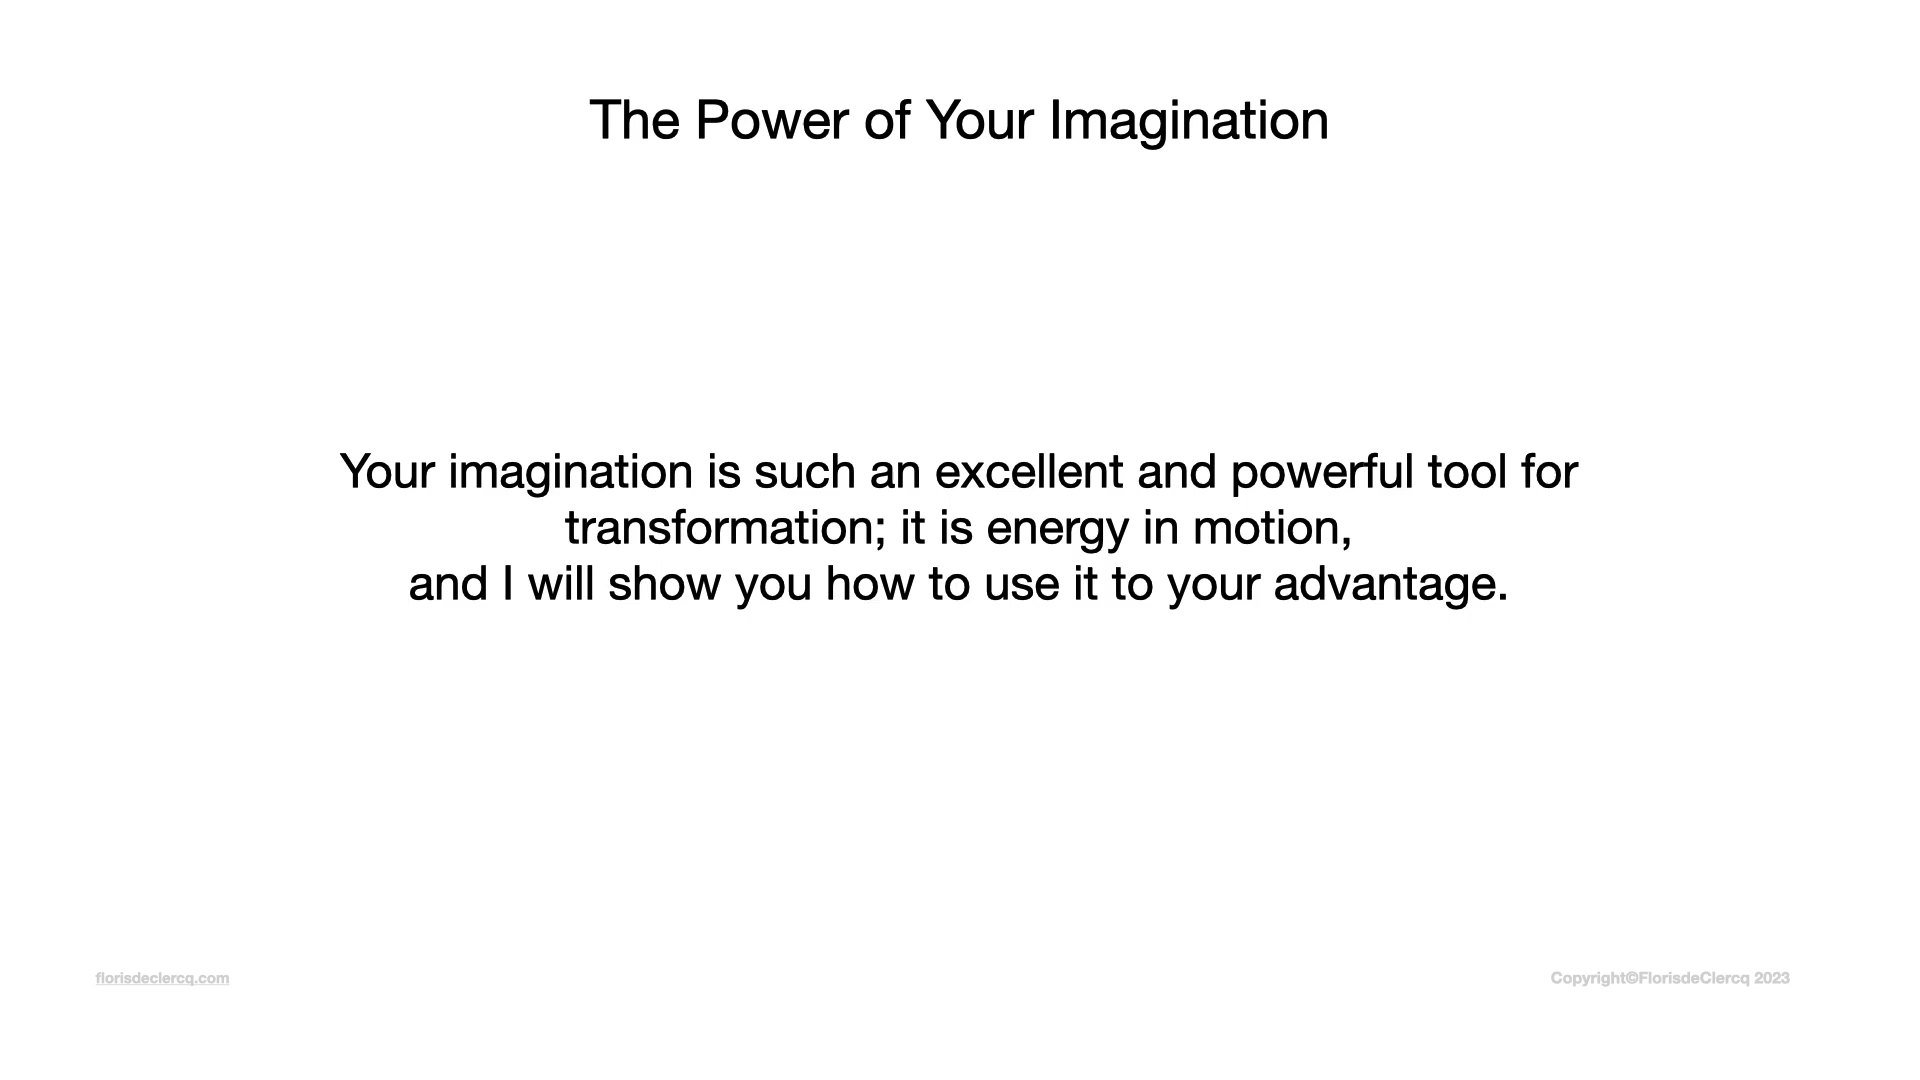 The Power of Your Imagination
Your imagination is such an excellent and powerful tool for
transformation; it is energy in motion,
and I will show you how to use it to your advantage.
florisdeclercq.com
Copyright©FlorisdeClercq 2023